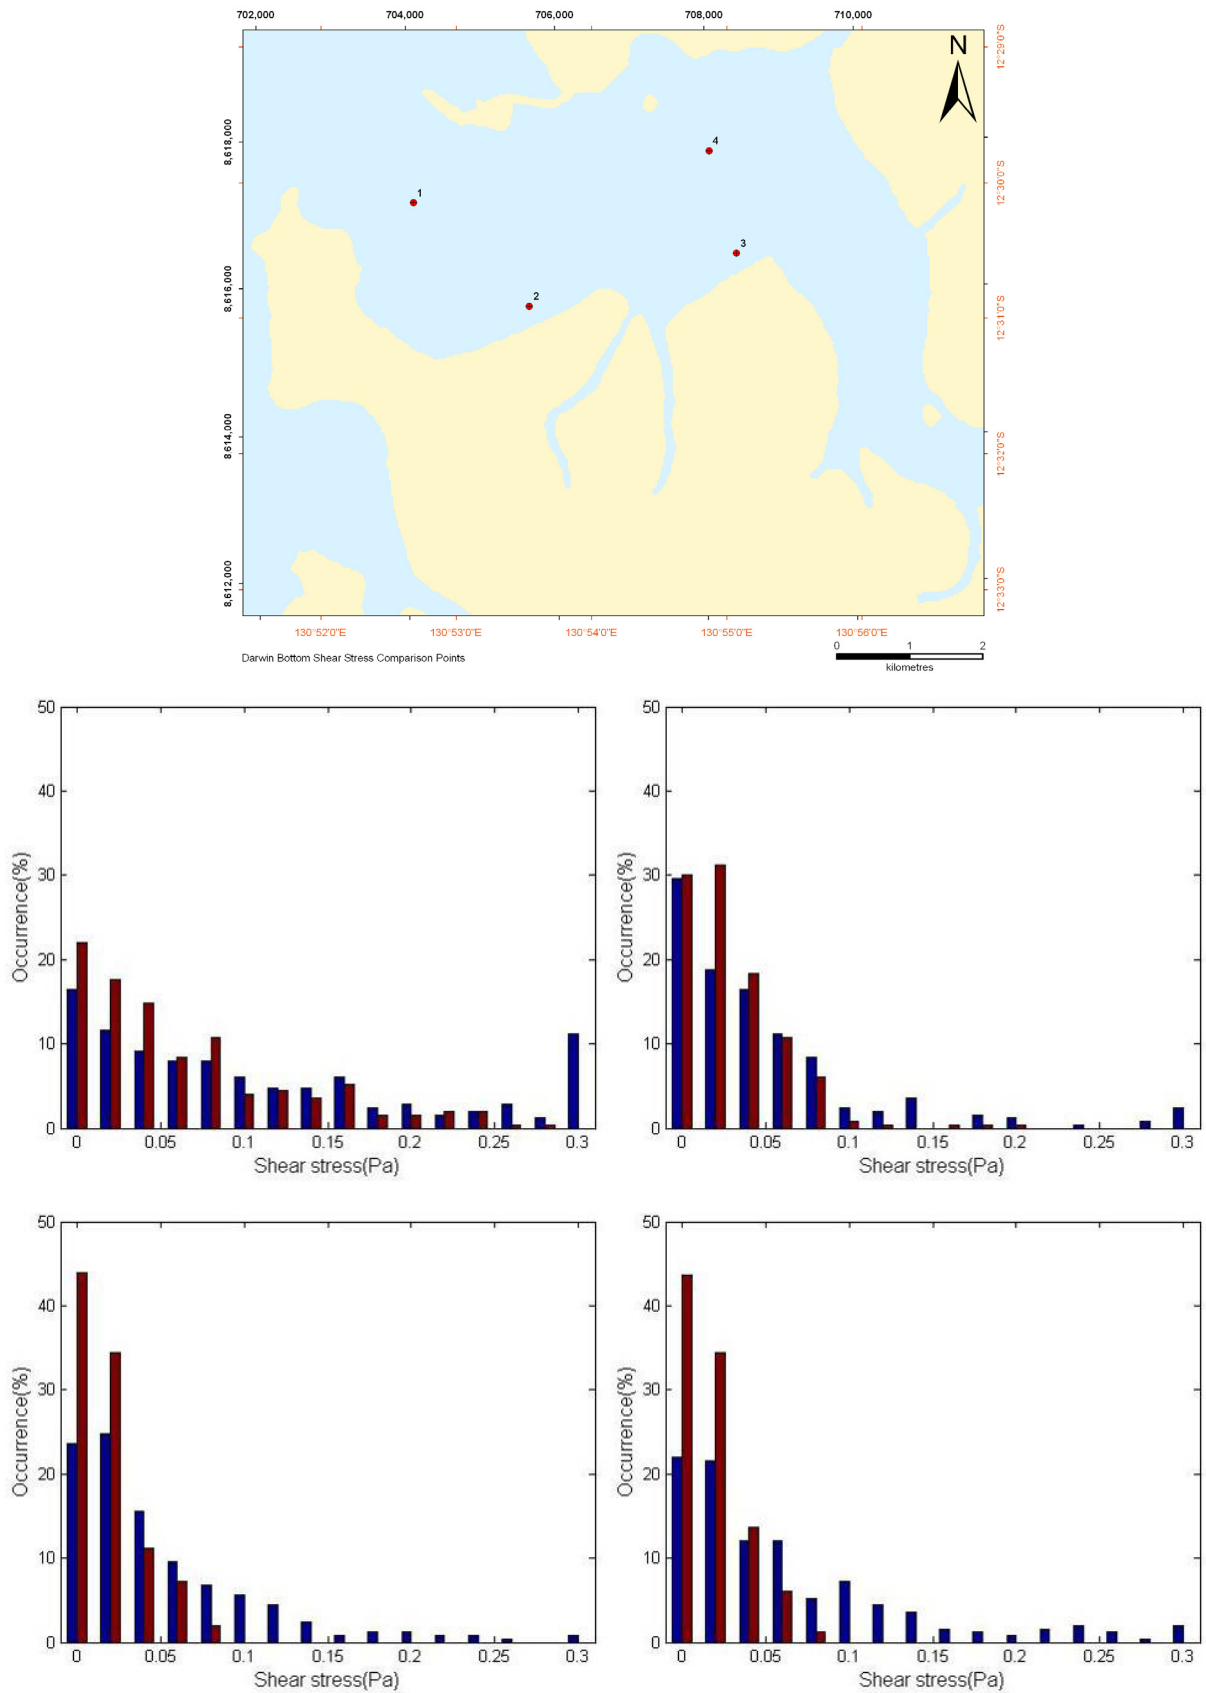 702,000 704,000 706,000 708,000 710,000
N
12°29'0"S
8,618,000
4
12°30'0"S
1
3
8,616,000
2
12°31'0"S
8,614,000
12°32'0"S
8,612,000
12°33'0"S
130°52'0"E 130°53'0"E 130°54'0"E 130°55'0"E 130°56'0"E
Darwin Bottom Shear Stress Comparison Points
0 1 2
kilometres
50
40
30
20
10
0
Occurrence(%)
0 0.05 0.1 0.15 0.2 0.25 0.3
Shear stress(Pa)
50
40
30
20
10
0
Occurrence(%)
0 0.05 0.1 0.15 0.2 0.25 0.3
Shear stress(Pa)
50
40
30
20
10
0
Occurrence(%)
0 0.05 0.1 0.15 0.2 0.25 0.3
Shear stress(Pa)
50
40
30
20
10
0
Occurrence(%)
0 0.05 0.1 0.15 0.2 0.25 0.3
Shear stress(Pa)